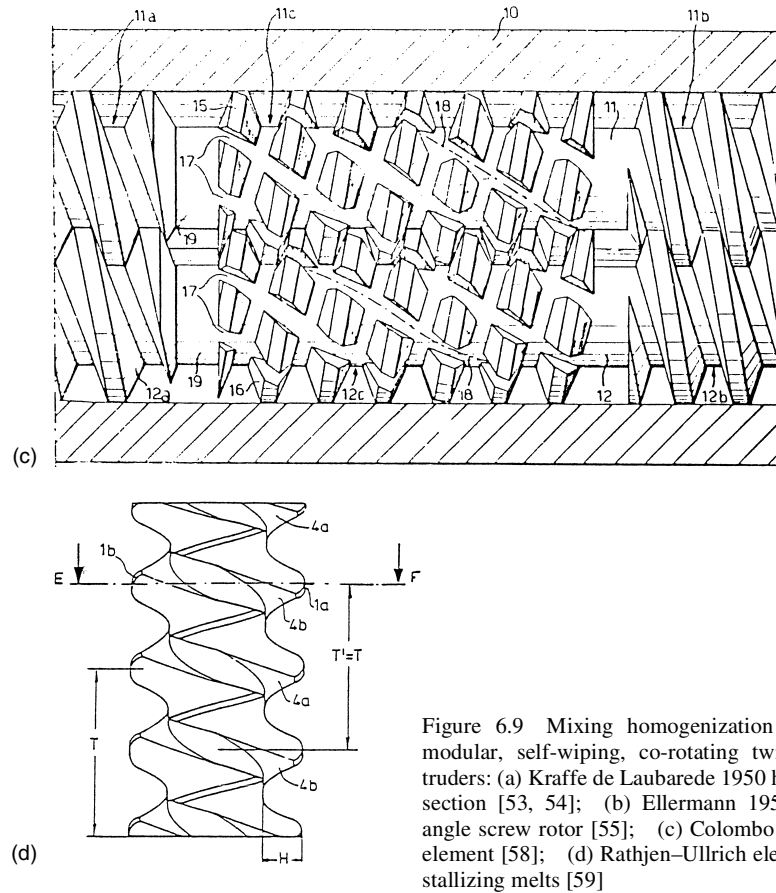 11a 11c 10 11b
15 18 11
17
17
19
17
19
12a 16 12c 18 12 12b
(c)
4a
1b
E F
1a
4b
T'=T
4a
T
4b
H
(d)
Figure 6.9 Mixing homogenization
modular, self-wiping, co-rotating tw
truders: (a) Kraffe de Laubarede 1950
section [53, 54]; (b) Ellermann 195
angle screw rotor [55]; (c) Colombo
element [58]; (d) Rathjen–Ullrich ele
stallizing melts [59]